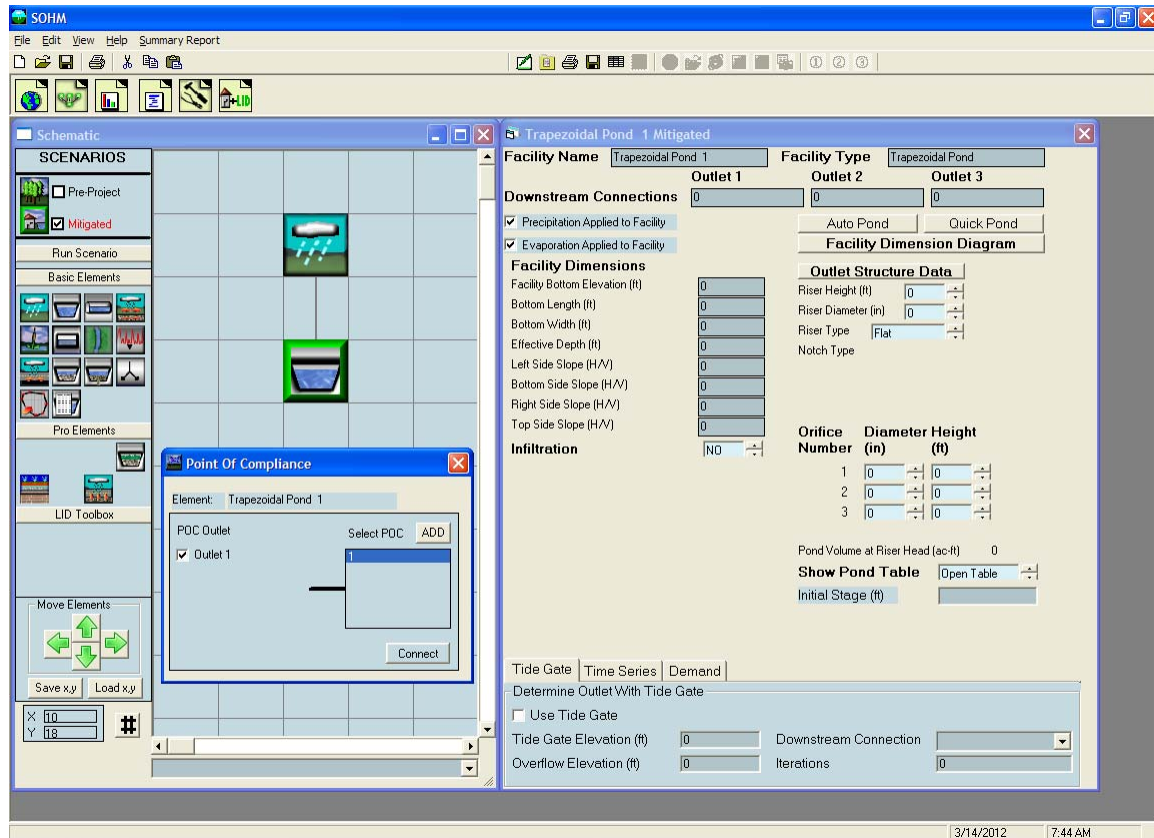 SOHM
File Edit View Help Summary Report
Schematic
SCENARIOS
Pre-Project
Mitigated
Run Scenario
Basic Elements
Pro Elements
LID Toolbox
Move Elements
Save x,y Load x,y
X 10
Y 18
#
+LID
Point Of Compliance
Element: Trapezoidal Pond 1
POC Outlet Select POC ADD
Outlet 1
1
Connect
Trapezoidal Pond 1 Mitigated
Facility Name Trapezoidal Pond 1 Facility Type Trapezoidal Pond
Outlet 1 Outlet 2 Outlet 3
Downstream Connections 0 0 0
Precipitation Applied to Facility Auto Pond Quick Pond
Evaporation Applied to Facility Facility Dimension Diagram
Facility Dimensions Outlet Structure Data
Facility Bottom Elevation (ft) 0 Riser Height (ft) 0
Bottom Length (ft) 0 Riser Diameter (in) 0
Bottom Width (ft) 0 Riser Type Flat
Effective Depth (ft) 0 Notch Type
Left Side Slope (H/V) 0
Bottom Side Slope (H/V) 0
Right Side Slope (H/V) 0
Top Side Slope (H/V) 0
Infiltration NO
Orifice Diameter Height
Number (in) (ft)
1 0 0
2 0 0
3 0 0
Pond Volume at Riser Head (ac-ft) 0
Show Pond Table Open Table
Initial Stage (ft)
Tide Gate Time Series Demand
Determine Outlet With Tide Gate
Use Tide Gate
Tide Gate Elevation (ft) 0 Downstream Connection
Overflow Elevation (ft) 0 Iterations 0
3/14/2012 7:44 AM